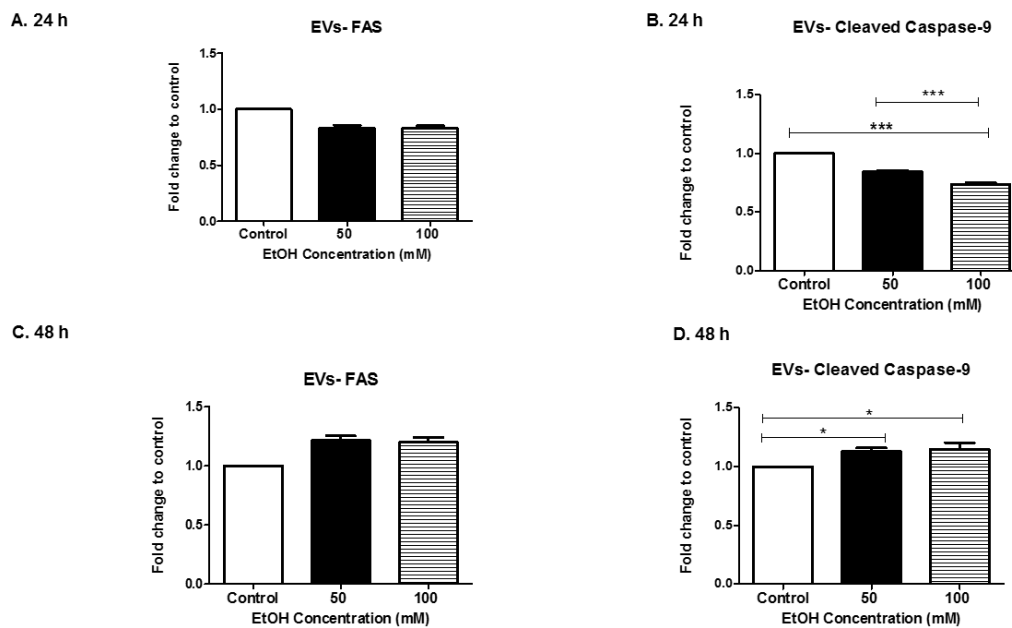 A. 24 h
EVs- FAS
Fold change to control
1.5
1.0
0.5
0.0
Control 50 100
EtOH Concentration (mM)
B. 24 h
EVs- Cleaved Caspase-9
Fold change to control
1.5
1.0
0.5
0.0
***
***
Control 50 100
EtOH Concentration (mM)
C. 48 h
EVs- FAS
Fold change to control
1.5
1.0
0.5
0.0
Control 50 100
EtOH Concentration (mM)
D. 48 h
EVs- Cleaved Caspase-9
Fold change to control
1.5
1.0
0.5
0.0
*
*
Control 50 100
EtOH Concentration (mM)